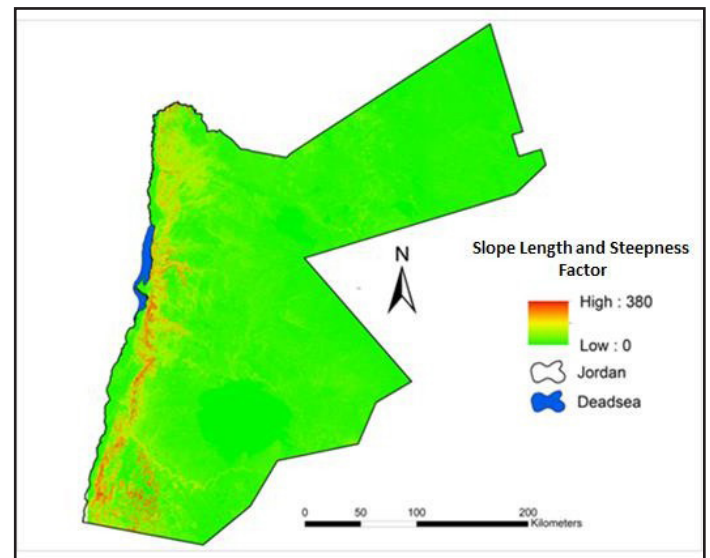 N
Slope Length and Steepness
Factor
High : 380
Low : 0
Jordan
Deadsea
0 50 100 200
Kilometers